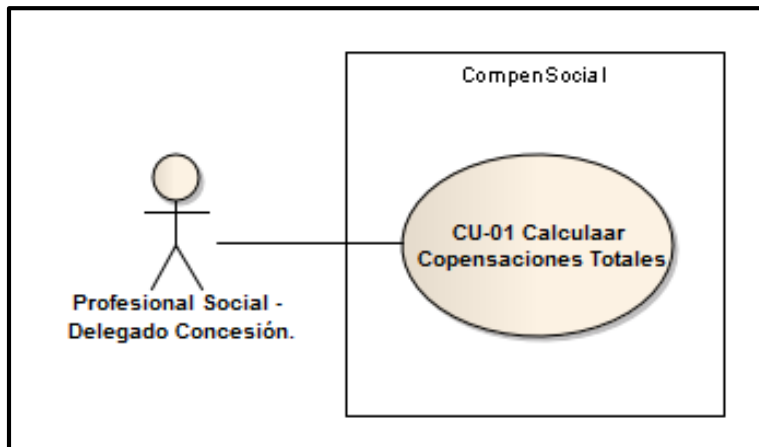 CompenSocial
CU-01 Calculaar
Copensaciones Totales
Profesional Social -
Delegado Concesión.